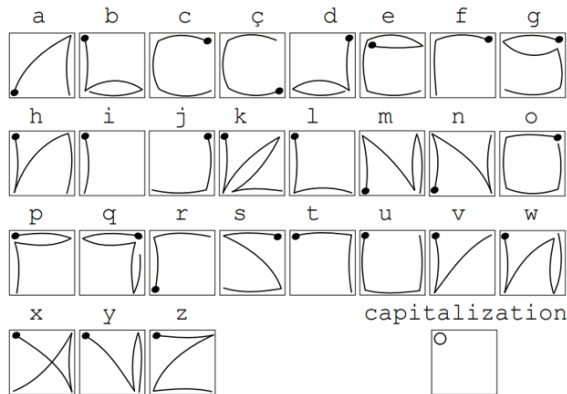 a b c ç d e f g
h i j k l m n o
p q r s t u v w
x y z capitalization